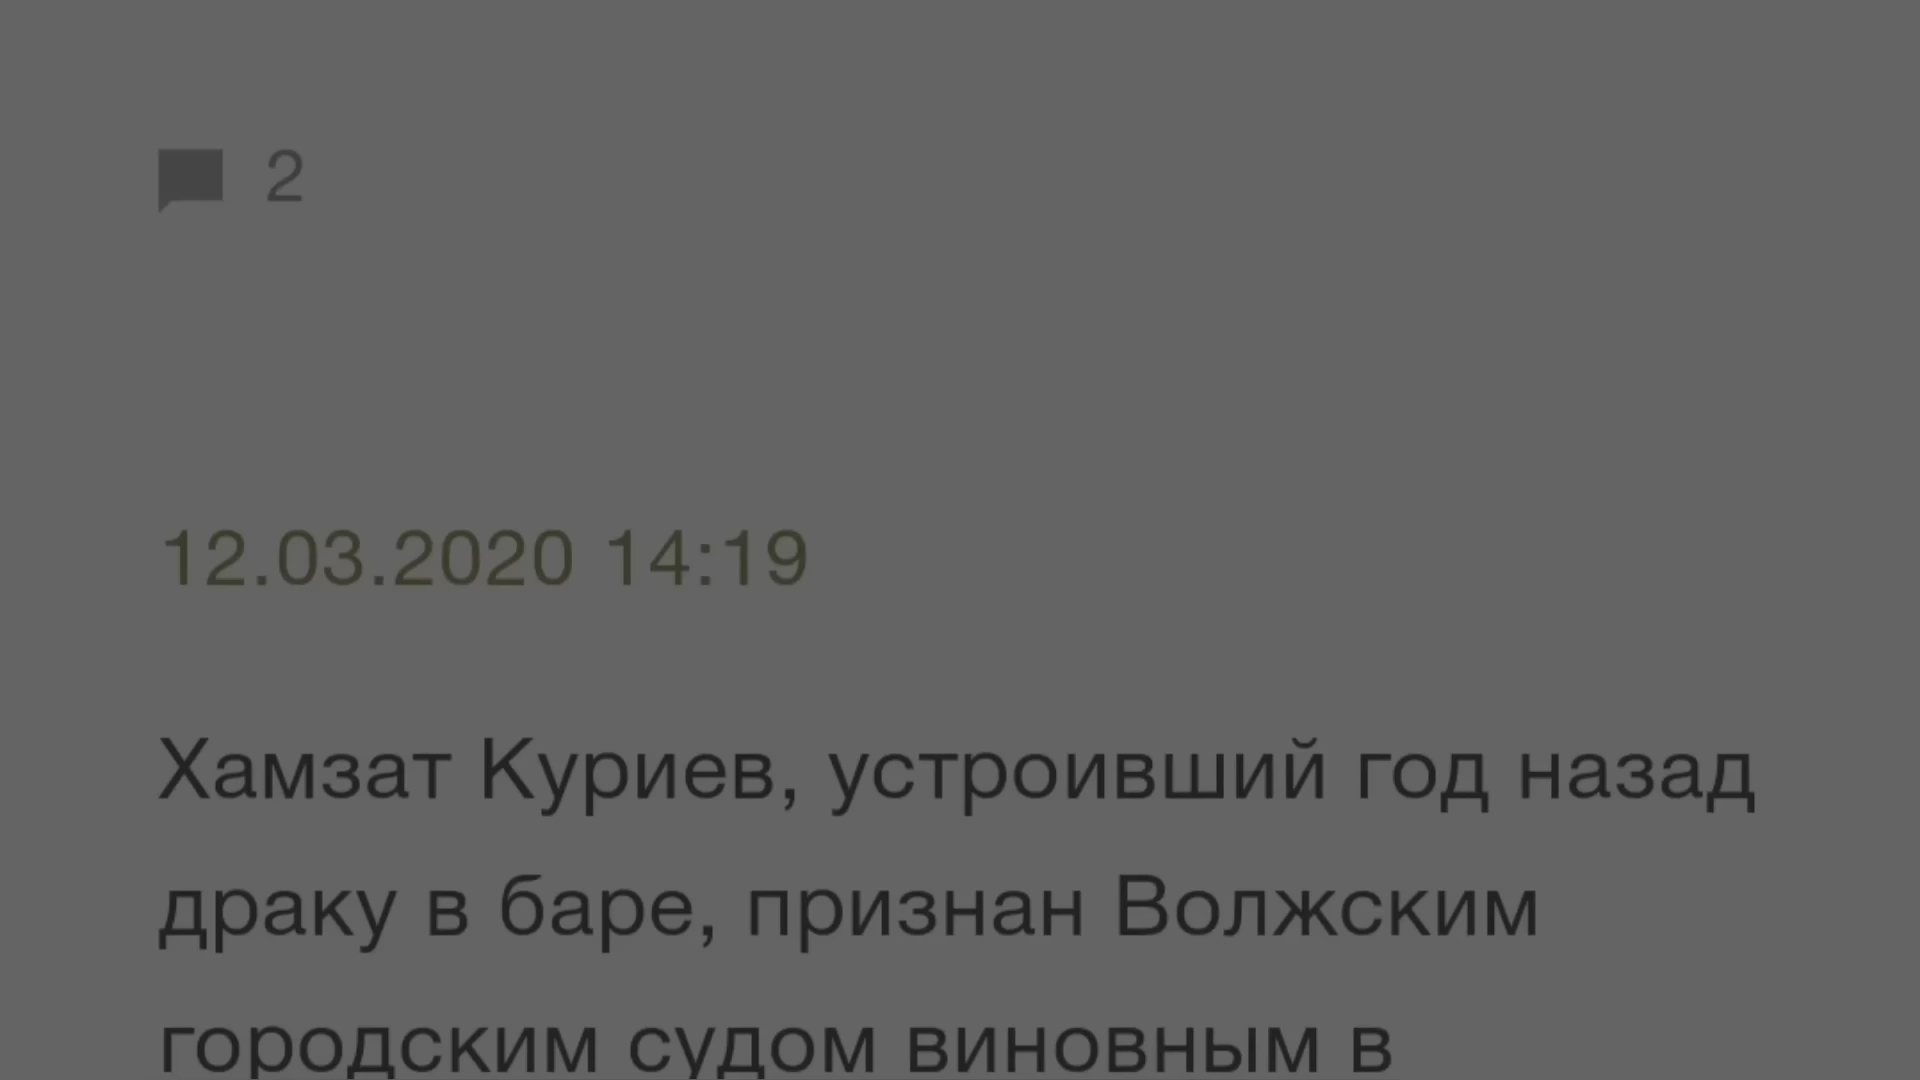 2
12.03.2020 14:19
Хамзат Куриев, устроивший год назад
драку в баре, признан Волжским
городским судом виновным в